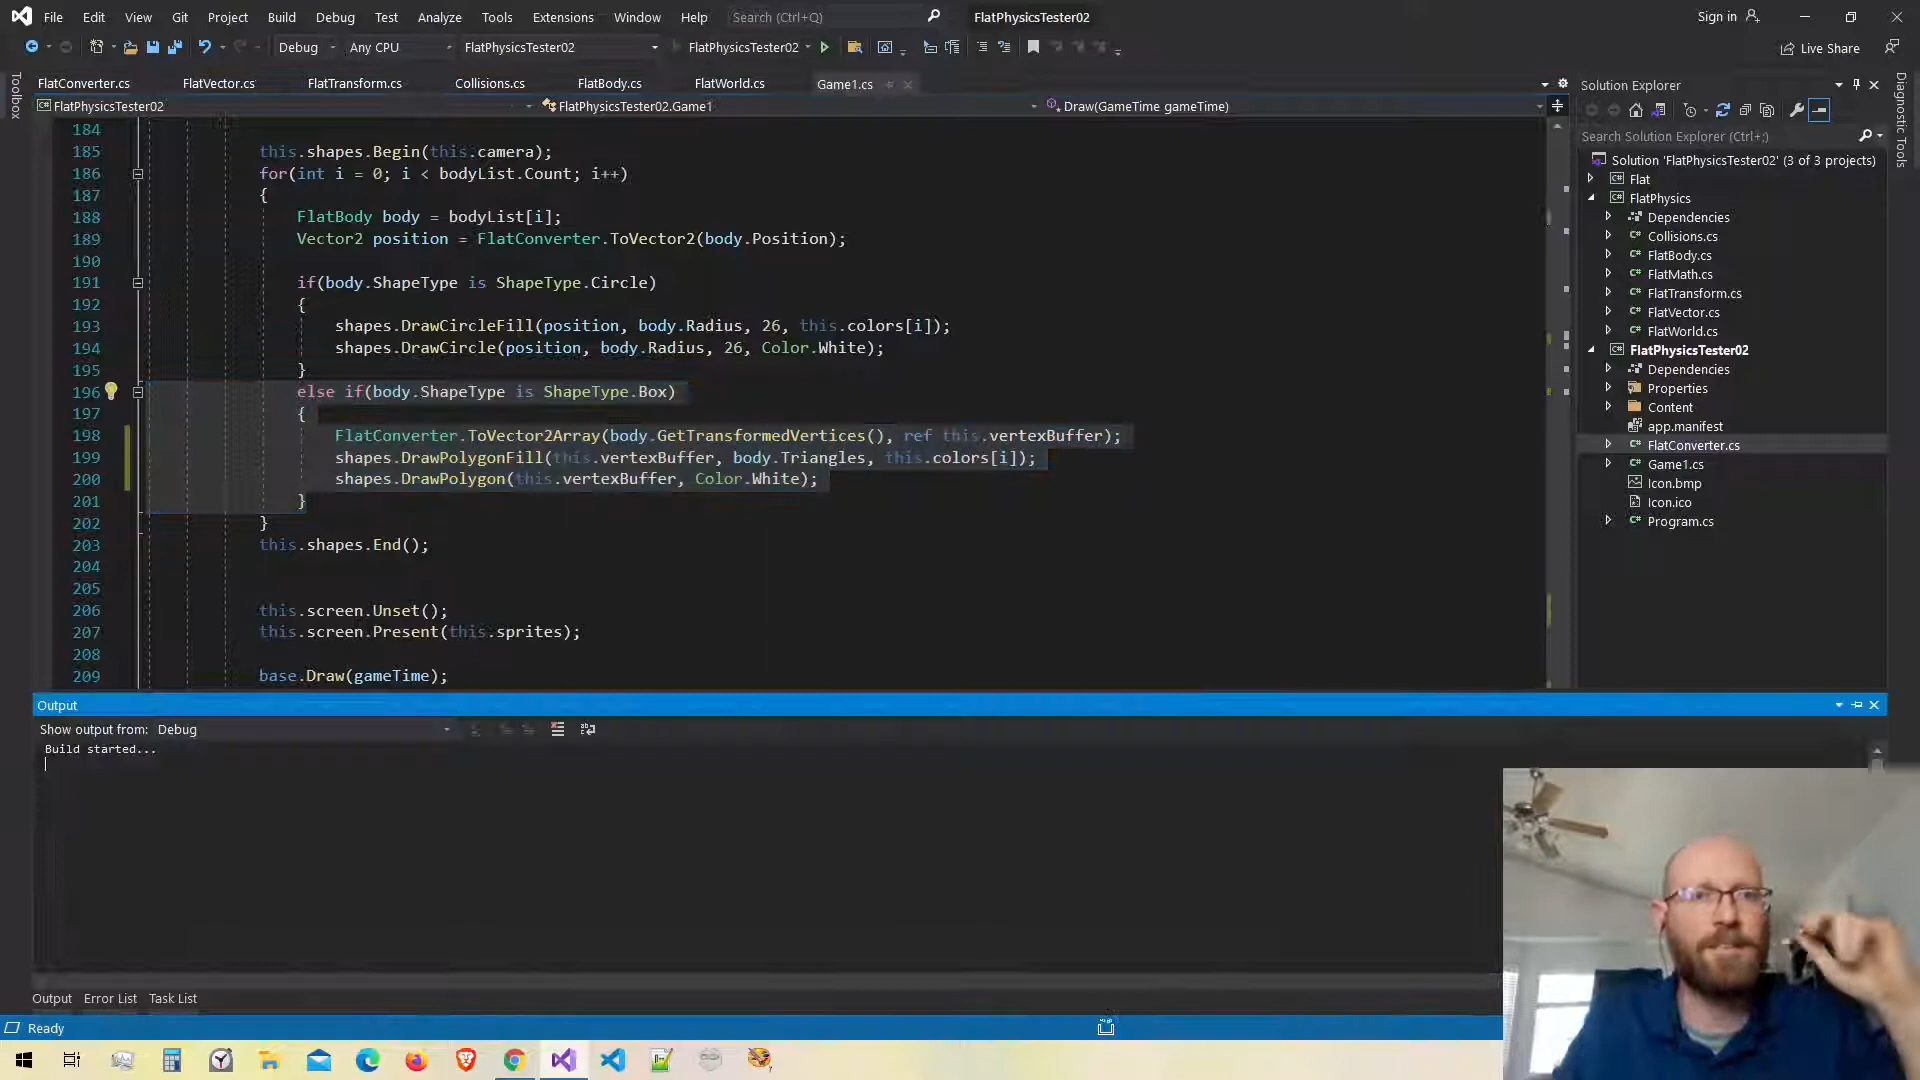 File Edit View Git Project Build Debug Test Analyze Tools Extensions Window Help Search (Ctrl+Q) FlatPhysicsTester02 Sign in
Debug Any CPU FlatPhysicsTester02 FlatPhysicsTester02 Live Share
Toolbox
FlatConverter.cs FlatVector.cs FlatTransform.cs Collisions.cs FlatBody.cs FlatWorld.cs Game1.cs
FlatPhysicsTester02 FlatPhysicsTester02.Game1 Draw(GameTime gameTime)
184
185 this.shapes.Begin(this.camera);
186 for(int i = 0; i < bodyList.Count; i++)
187 {
188 FlatBody body = bodyList[i];
189 Vector2 position = FlatConverter.ToVector2(body.Position);
190
191 if(body.ShapeType is ShapeType.Circle)
192 {
193 shapes.DrawCircleFill(position, body.Radius, 26, this.colors[i]);
194 shapes.DrawCircle(position, body.Radius, 26, Color.White);
195 }
196 else if(body.ShapeType is ShapeType.Box)
197 {
198 FlatConverter.ToVector2Array(body.GetTransformedVertices(), ref this.vertexBuffer);
199 shapes.DrawPolygonFill(this.vertexBuffer, body.Triangles, this.colors[i]);
200 shapes.DrawPolygon(this.vertexBuffer, Color.White);
201 }
202 }
203 this.shapes.End();
204
205
206 this.screen.Unset();
207 this.screen.Present(this.sprites);
208
209 base.Draw(gameTime);
Solution Explorer
Search Solution Explorer (Ctrl+;)
Solution 'FlatPhysicsTester02' (3 of 3 projects)
Flat
FlatPhysics
Dependencies
Collisions.cs
FlatBody.cs
FlatMath.cs
FlatTransform.cs
FlatVector.cs
FlatWorld.cs
FlatPhysicsTester02
Dependencies
Properties
Content
app.manifest
FlatConverter.cs
Game1.cs
Icon.bmp
Icon.ico
Program.cs
Diagnostic Tools
Output
Show output from: Debug
Build started...
Output Error List Task List
Ready